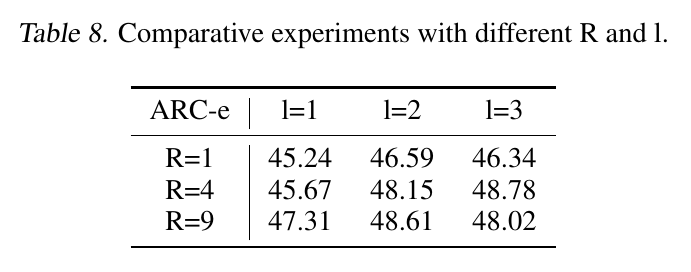 Table 8. Comparative experiments with different R and l.
ARC-e l=1 l=2 l=3
R=1 45.24 46.59 46.34
R=4 45.67 48.15 48.78
R=9 47.31 48.61 48.02